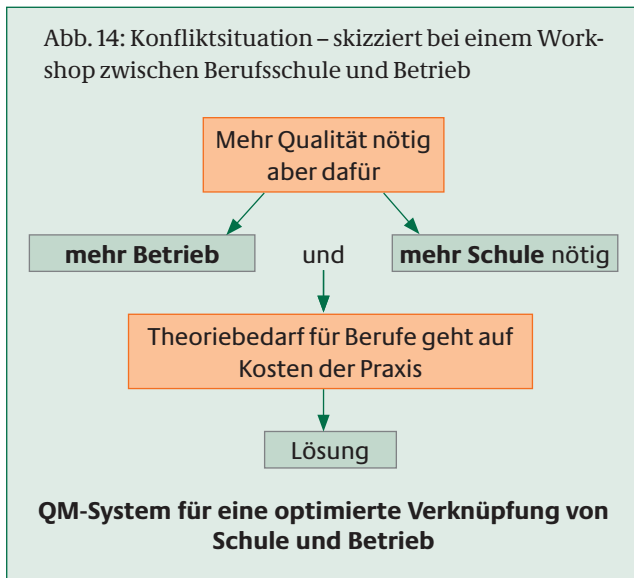 Abb. 14: Konfliktsituation – skizziert bei einem Work-
shop zwischen Berufsschule und Betrieb
Mehr Qualität nötig
aber dafür
mehr Betrieb und mehr Schule nötig
Theoriebedarf für Berufe geht auf
Kosten der Praxis
Lösung
QM-System für eine optimierte Verknüpfung von
Schule und Betrieb